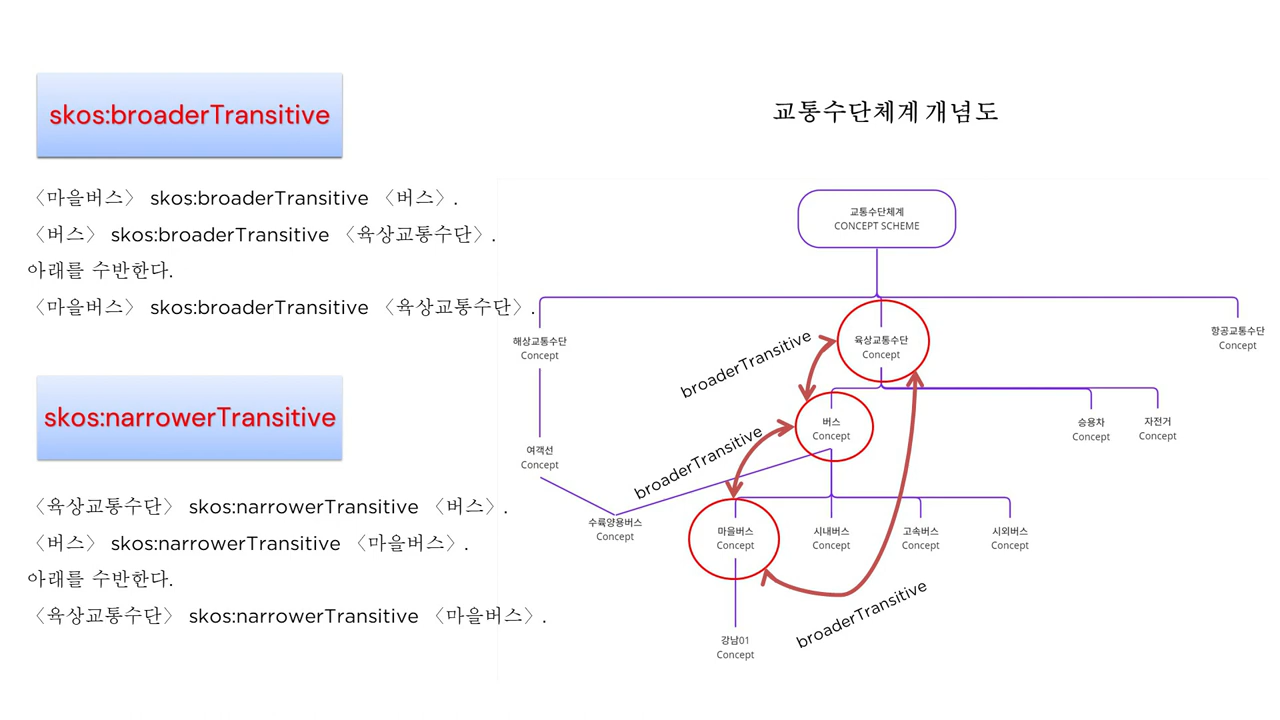 skos:broaderTransitive
〈마을버스〉 skos:broaderTransitive 〈버스〉.
〈버스〉 skos:broaderTransitive 〈육상교통수단〉.
아래를 수반한다.
〈마을버스〉 skos:broaderTransitive 〈육상교통수단〉.
skos:narrowerTransitive
〈육상교통수단〉 skos:narrowerTransitive 〈버스〉.
〈버스〉 skos:narrowerTransitive 〈마을버스〉.
아래를 수반한다.
〈육상교통수단〉 skos:narrowerTransitive 〈마을버스〉.
교통수단체계 개념도
교통수단체계
CONCEPT SCHEME
해상교통수단
Concept
육상교통수단
Concept
항공교통수단
Concept
broaderTransitive
버스
Concept
승용차
Concept
자전거
Concept
여객선
Concept
broaderTransitive
수륙양용버스
Concept
마을버스
Concept
시내버스
Concept
고속버스
Concept
시외버스
Concept
broaderTransitive
강남01
Concept